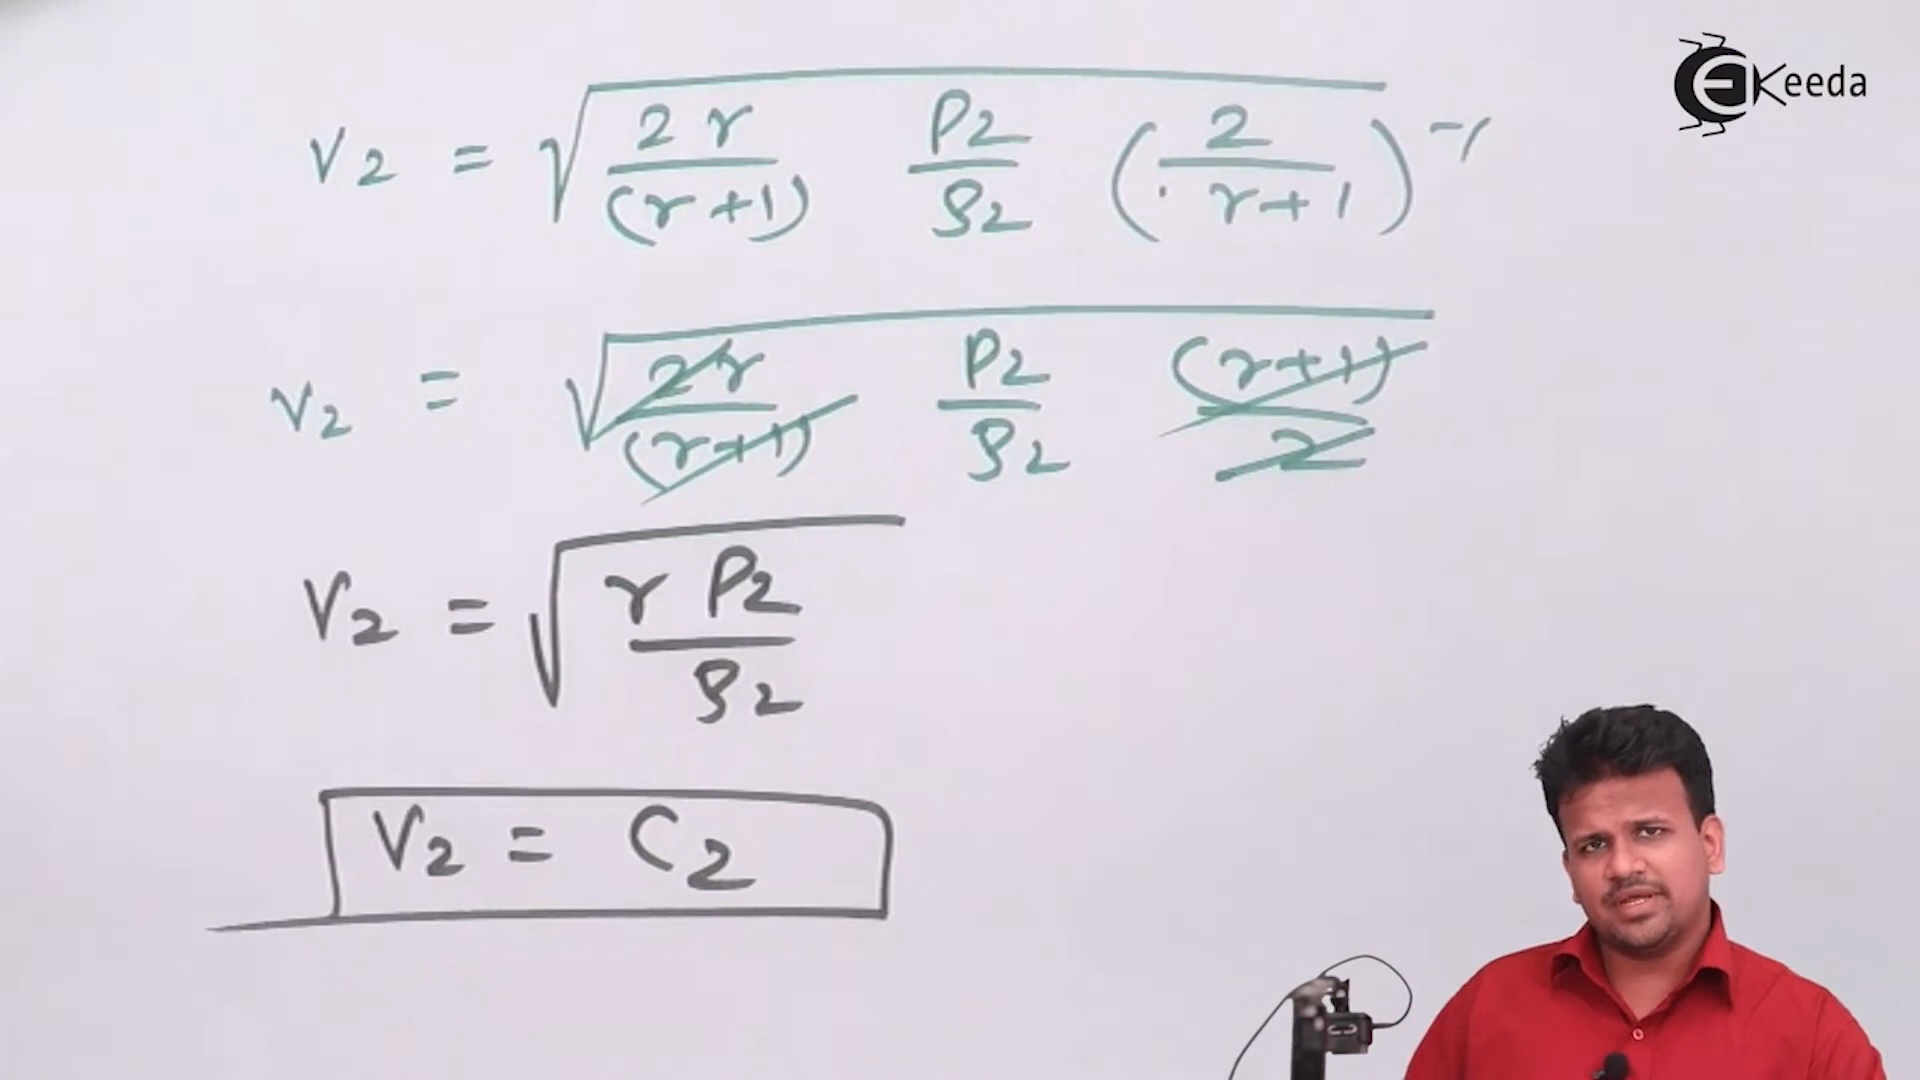 EKeeda
V2 = √ 2γ/(γ+1) P2/ρ2 (2/γ+1)^-1
V2 = √ 2γ/(γ+1) P2/ρ2 (γ+1)/2
V2 = √ γ P2/ρ2
V2 = C2